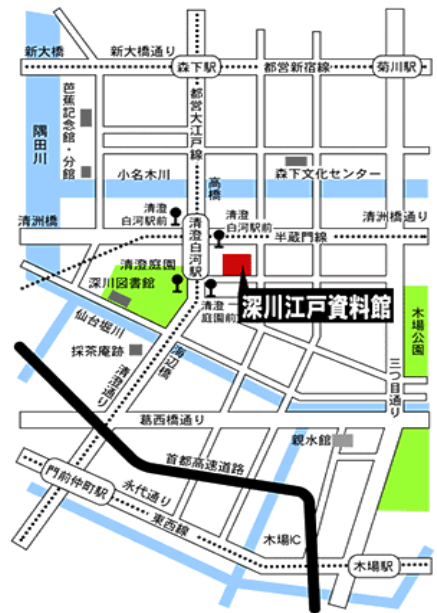 新大橋
新大橋通り
森下駅
都営新宿線
菊川駅
芭蕉記念館・分館
都営大江戸線
隅田川
高橋
小名木川
森下文化センター
清澄
白河駅前
清澄
白河駅前
清洲橋
清洲橋通り
半蔵門線
清澄白河駅
清澄庭園
深川図書館
清澄
庭園前
深川江戸資料館
木場公園
仙台堀川
採茶庵跡
海辺橋
清澄通り
三つ目通り
葛西橋通り
親水館
首都高速道路
門前仲町駅
永代通り
東西線
木場IC
木場駅